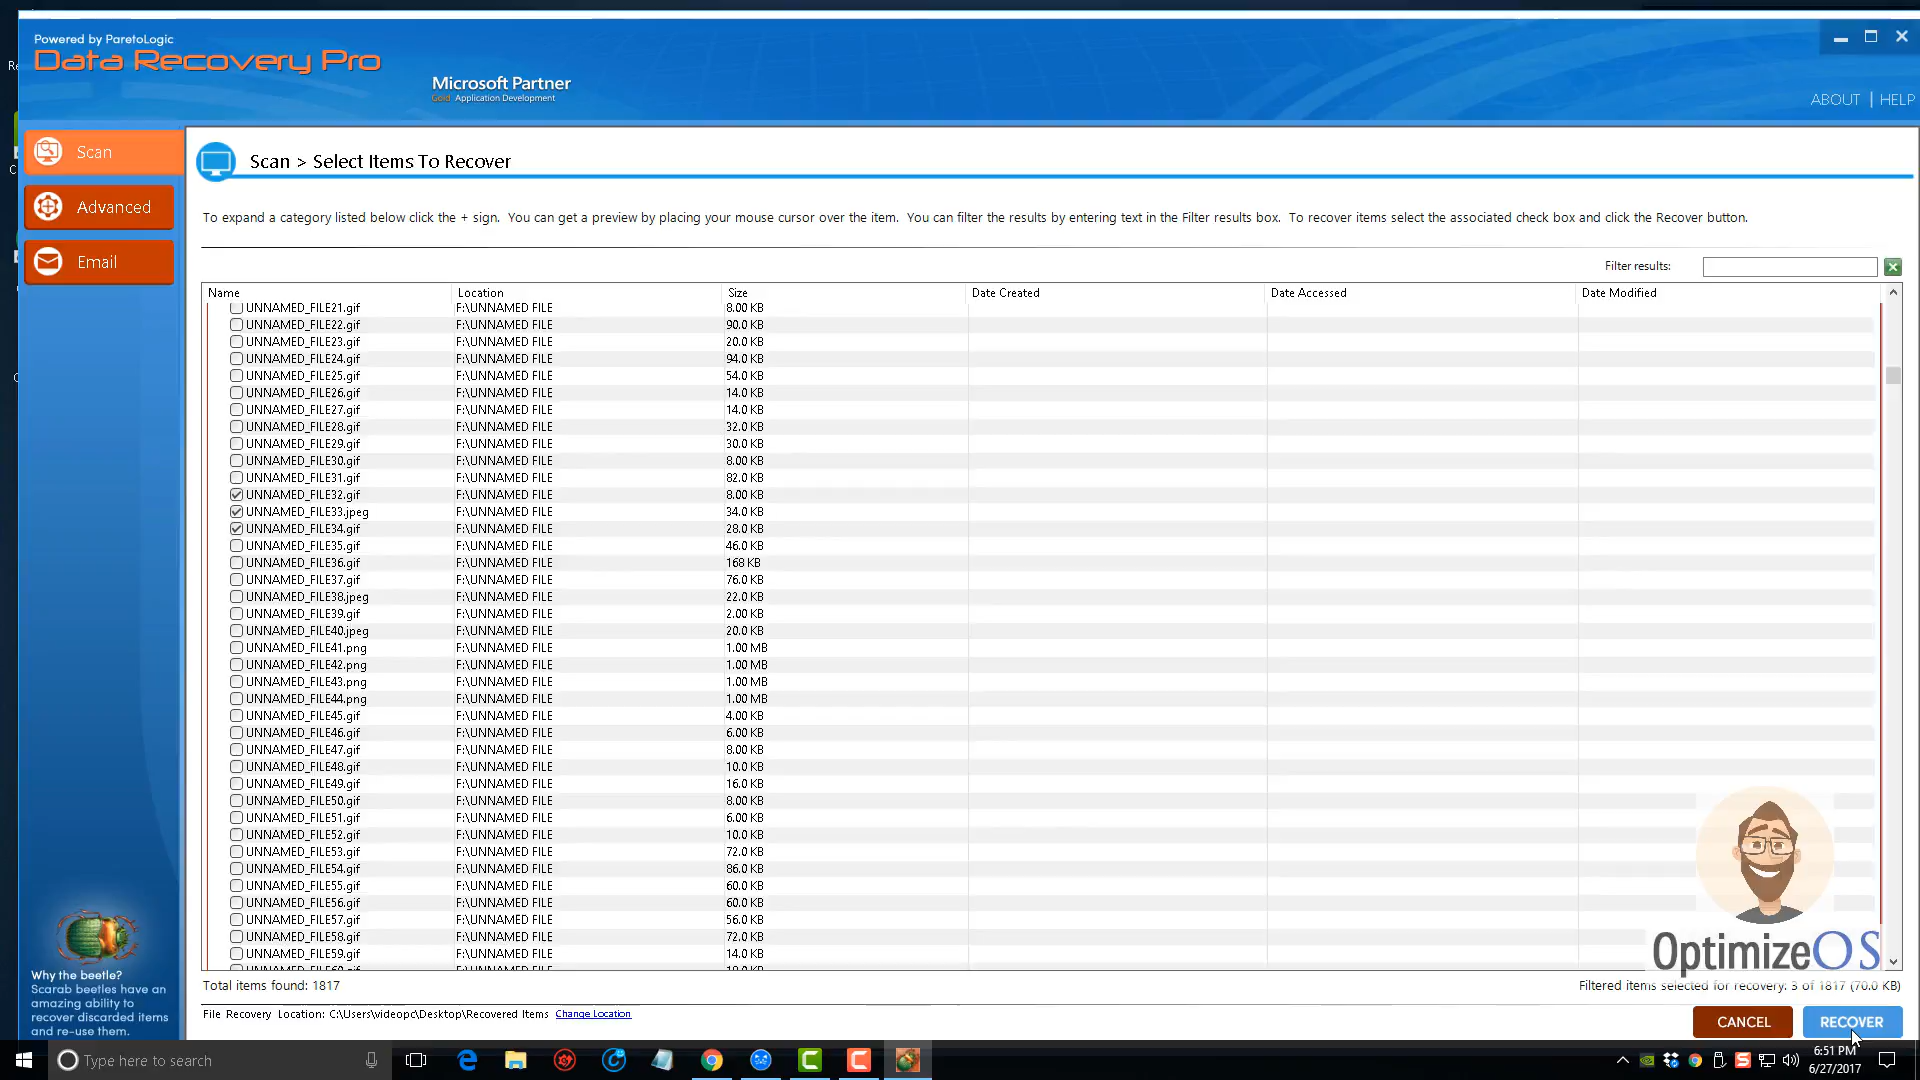 Powered by ParetoLogic
Data Recovery Pro
Microsoft Partner
Gold Application Development
ABOUT | HELP
Scan
Advanced
Email
Scan > Select Items To Recover
To expand a category listed below click the + sign. You can get a preview by placing your mouse cursor over the item. You can filter the results by entering text in the Filter results box. To recover items select the associated check box and click the Recover button.
Filter results:
Name Location Size Date Created Date Accessed Date Modified
UNNAMED_FILE21.gif F:\UNNAMED FILE 8.00 KB
UNNAMED_FILE22.gif F:\UNNAMED FILE 90.0 KB
UNNAMED_FILE23.gif F:\UNNAMED FILE 20.0 KB
UNNAMED_FILE24.gif F:\UNNAMED FILE 94.0 KB
UNNAMED_FILE25.gif F:\UNNAMED FILE 54.0 KB
UNNAMED_FILE26.gif F:\UNNAMED FILE 14.0 KB
UNNAMED_FILE27.gif F:\UNNAMED FILE 14.0 KB
UNNAMED_FILE28.gif F:\UNNAMED FILE 32.0 KB
UNNAMED_FILE29.gif F:\UNNAMED FILE 30.0 KB
UNNAMED_FILE30.gif F:\UNNAMED FILE 8.00 KB
UNNAMED_FILE31.gif F:\UNNAMED FILE 82.0 KB
UNNAMED_FILE32.gif F:\UNNAMED FILE 8.00 KB
UNNAMED_FILE33.jpeg F:\UNNAMED FILE 34.0 KB
UNNAMED_FILE34.gif F:\UNNAMED FILE 28.0 KB
UNNAMED_FILE35.gif F:\UNNAMED FILE 46.0 KB
UNNAMED_FILE36.gif F:\UNNAMED FILE 168 KB
UNNAMED_FILE37.gif F:\UNNAMED FILE 76.0 KB
UNNAMED_FILE38.jpeg F:\UNNAMED FILE 22.0 KB
UNNAMED_FILE39.gif F:\UNNAMED FILE 2.00 KB
UNNAMED_FILE40.jpeg F:\UNNAMED FILE 20.0 KB
UNNAMED_FILE41.png F:\UNNAMED FILE 1.00 MB
UNNAMED_FILE42.png F:\UNNAMED FILE 1.00 MB
UNNAMED_FILE43.png F:\UNNAMED FILE 1.00 MB
UNNAMED_FILE44.png F:\UNNAMED FILE 1.00 MB
UNNAMED_FILE45.gif F:\UNNAMED FILE 4.00 KB
UNNAMED_FILE46.gif F:\UNNAMED FILE 6.00 KB
UNNAMED_FILE47.gif F:\UNNAMED FILE 8.00 KB
UNNAMED_FILE48.gif F:\UNNAMED FILE 10.0 KB
UNNAMED_FILE49.gif F:\UNNAMED FILE 16.0 KB
UNNAMED_FILE50.gif F:\UNNAMED FILE 8.00 KB
UNNAMED_FILE51.gif F:\UNNAMED FILE 6.00 KB
UNNAMED_FILE52.gif F:\UNNAMED FILE 10.0 KB
UNNAMED_FILE53.gif F:\UNNAMED FILE 72.0 KB
UNNAMED_FILE54.gif F:\UNNAMED FILE 86.0 KB
UNNAMED_FILE55.gif F:\UNNAMED FILE 60.0 KB
UNNAMED_FILE56.gif F:\UNNAMED FILE 60.0 KB
UNNAMED_FILE57.gif F:\UNNAMED FILE 56.0 KB
UNNAMED_FILE58.gif F:\UNNAMED FILE 72.0 KB
UNNAMED_FILE59.gif F:\UNNAMED FILE 14.0 KB
OptimizeOS
Why the beetle?
Scarab beetles have an
amazing ability to
recover discarded items
and re-use them.
Total items found: 1817
Filtered items selected for recovery: 3 of 1817 (70.0 KB)
File Recovery Location: C:\Users\videopc\Desktop\Recovered Items Change Location
CANCEL
RECOVER
Type here to search
6:51 PM
6/27/2017